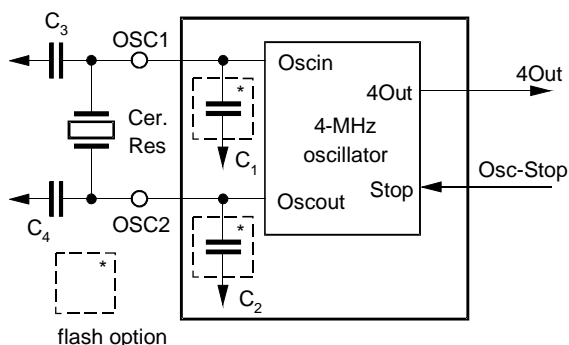 C3
OSC1
Oscin
*
Cer.
Res
C1
4Out
4-MHz
oscillator
4Out
Osc-Stop
Stop
Oscout
C4
OSC2
*
C2
*
flash option